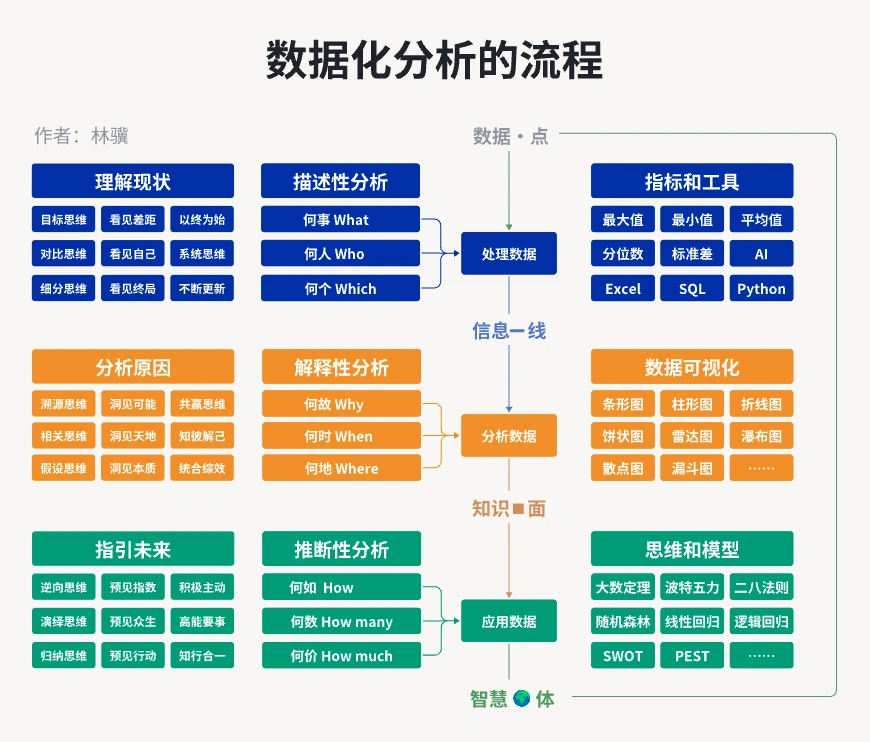 数据化分析的流程
作者：林骥
数据·点
理解现状 描述性分析 指标和工具
目标思维 看见差距 以终为始 何事 What 最大值 最小值 平均值
对比思维 看见自己 系统思维 何人 Who 处理数据 分位数 标准差 AI
细分思维 看见终局 不断更新 何个 Which Excel SQL Python
信息一线
分析原因 解释性分析 数据可视化
溯源思维 洞见可能 共赢思维 何故 Why 条形图 柱形图 折线图
相关思维 洞见天地 知彼解己 何时 When 分析数据 饼状图 雷达图 瀑布图
假设思维 洞见本质 统合综效 何地 Where 散点图 漏斗图 ……
知识■面
指引未来 推断性分析 思维和模型
逆向思维 预见指数 积极主动 何如 How 大数定理 波特五力 二八法则
演绎思维 预见众生 高能要事 何数 How many 应用数据 随机森林 线性回归 逻辑回归
归纳思维 预见行动 知行合一 何价 How much SWOT PEST ……
智慧🌍体